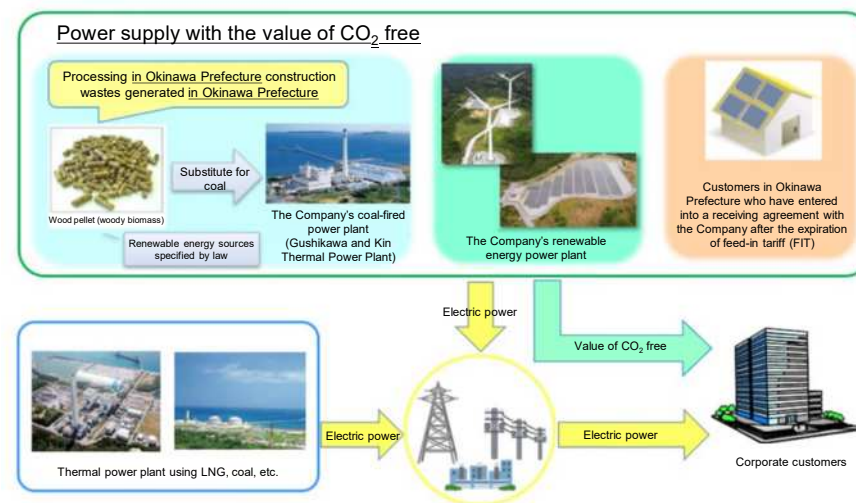 Power supply with the value of CO₂ free
Processing in Okinawa Prefecture construction
wastes generated in Okinawa Prefecture
Substitute for
coal
Wood pellet (woody biomass)
Renewable energy sources
specified by law
The Company's coal-fired
power plant
(Gushikawa and Kin
Thermal Power Plant)
The Company's renewable
energy power plant
Customers in Okinawa
Prefecture who have entered
into a receiving agreement with
the Company after the expiration
of feed-in tariff (FIT)
Electric power
Value of CO₂ free
Electric power
Electric power
Thermal power plant using LNG, coal, etc.
Corporate customers